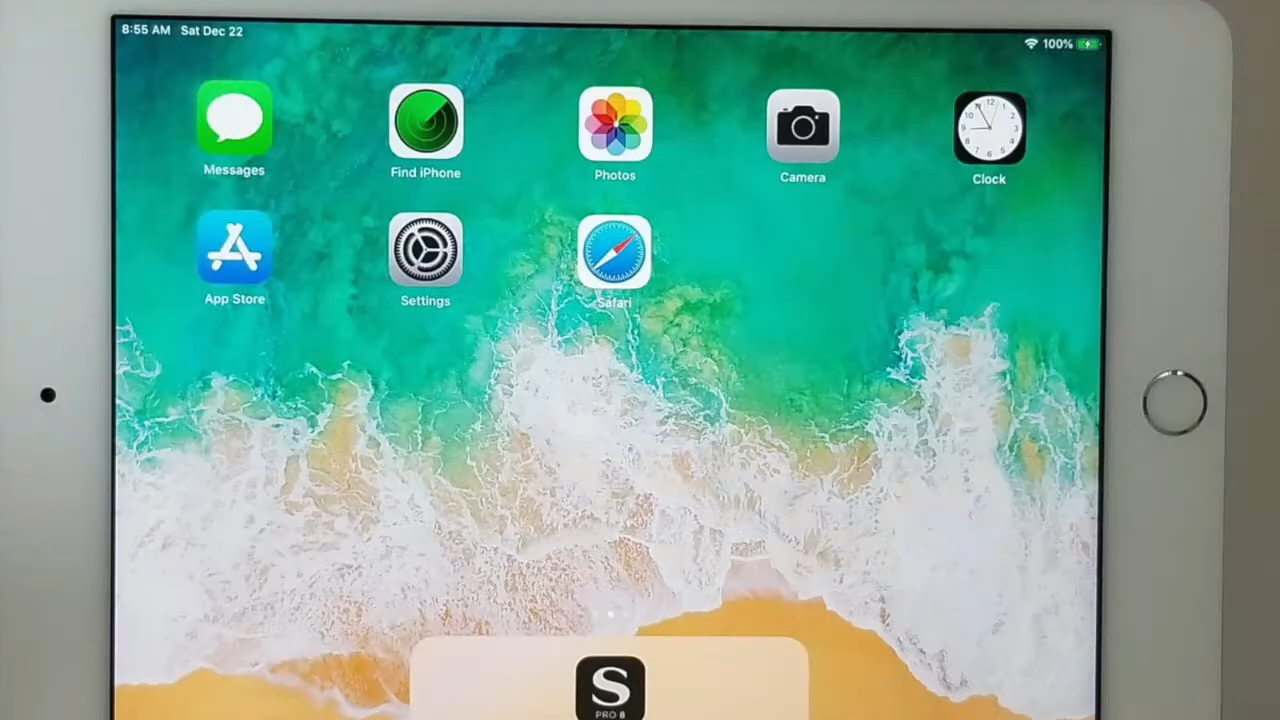 8:55 AM Sat Dec 22
100%
Messages
Find iPhone
Photos
Camera
Clock
App Store
Settings
Safari
S
PRO 8